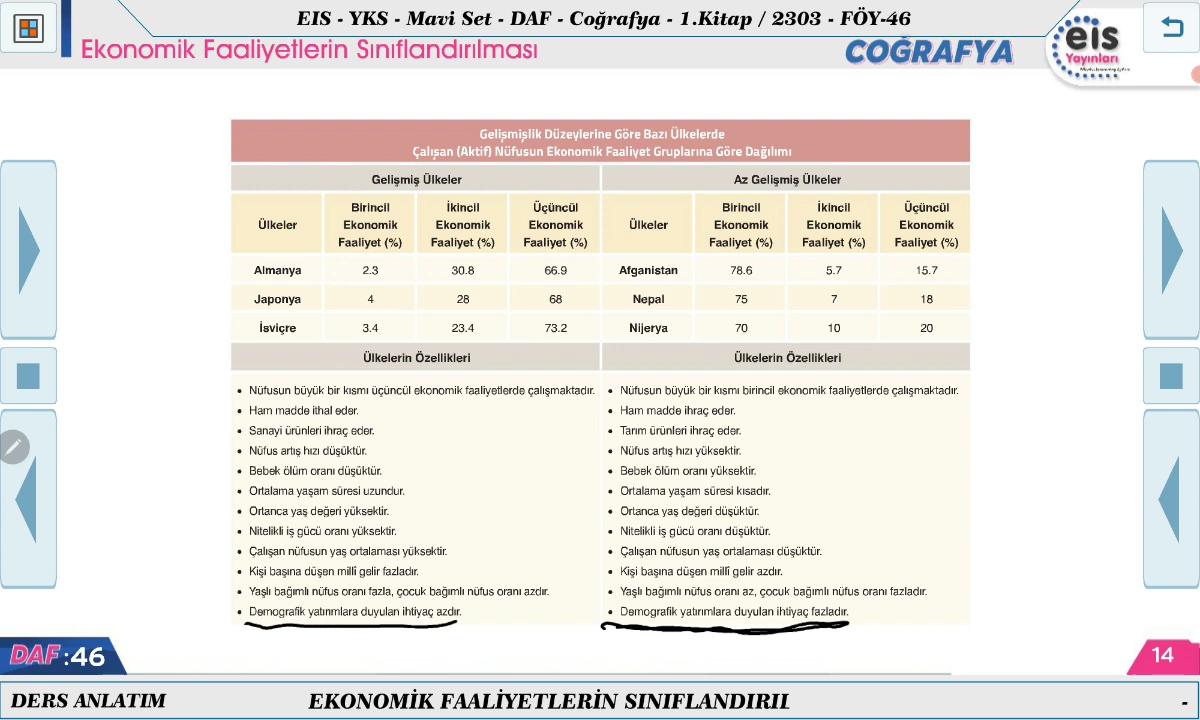 EIS - YKS - Mavi Set - DAF - Coğrafya - 1.Kitap / 2303 - FÖY-46
Ekonomik Faaliyetlerin Sınıflandırılması
COĞRAFYA
eis
Yayınları
Gelişmişlik Düzeylerine Göre Bazı Ülkelerde
Çalışan (Aktif) Nüfusun Ekonomik Faaliyet Gruplarına Göre Dağılımı
Gelişmiş Ülkeler
Az Gelişmiş Ülkeler
Ülkeler Birincil Ekonomik Faaliyet (%) İkincil Ekonomik Faaliyet (%) Üçüncül Ekonomik Faaliyet (%) Ülkeler Birincil Ekonomik Faaliyet (%) İkincil Ekonomik Faaliyet (%) Üçüncül Ekonomik Faaliyet (%)
Almanya 2.3 30.8 66.9 Afganistan 78.6 5.7 15.7
Japonya 4 28 68 Nepal 75 7 18
İsviçre 3.4 23.4 73.2 Nijerya 70 10 20
Ülkelerin Özellikleri
• Nüfusun büyük bir kısmı üçüncül ekonomik faaliyetlerde çalışmaktadır.
• Ham madde ithal eder.
• Sanayi ürünleri ihraç eder.
• Nüfus artış hızı düşüktür.
• Bebek ölüm oranı düşüktür.
• Ortalama yaşam süresi uzundur.
• Ortanca yaş değeri yüksektir.
• Nitelikli iş gücü oranı yüksektir.
• Çalışan nüfusun yaş ortalaması yüksektir.
• Kişi başına düşen millî gelir fazladır.
• Yaşlı bağımlı nüfus oranı fazla, çocuk bağımlı nüfus oranı azdır.
• Demografik yatırımlara duyulan ihtiyaç azdır.
Ülkelerin Özellikleri
• Nüfusun büyük bir kısmı birincil ekonomik faaliyetlerde çalışmaktadır.
• Ham madde ihraç eder.
• Tarım ürünleri ihraç eder.
• Nüfus artış hızı yüksektir.
• Bebek ölüm oranı yüksektir.
• Ortalama yaşam süresi kısadır.
• Ortanca yaş değeri düşüktür.
• Nitelikli iş gücü oranı düşüktür.
• Çalışan nüfusun yaş ortalaması düşüktür.
• Kişi başına düşen millî gelir azdır.
• Yaşlı bağımlı nüfus oranı az, çocuk bağımlı nüfus oranı fazladır.
• Demografik yatırımlara duyulan ihtiyaç fazladır.
DAF :46
14
DERS ANLATIM EKONOMİK FAALİYETLERİN SINIFLANDIRII -